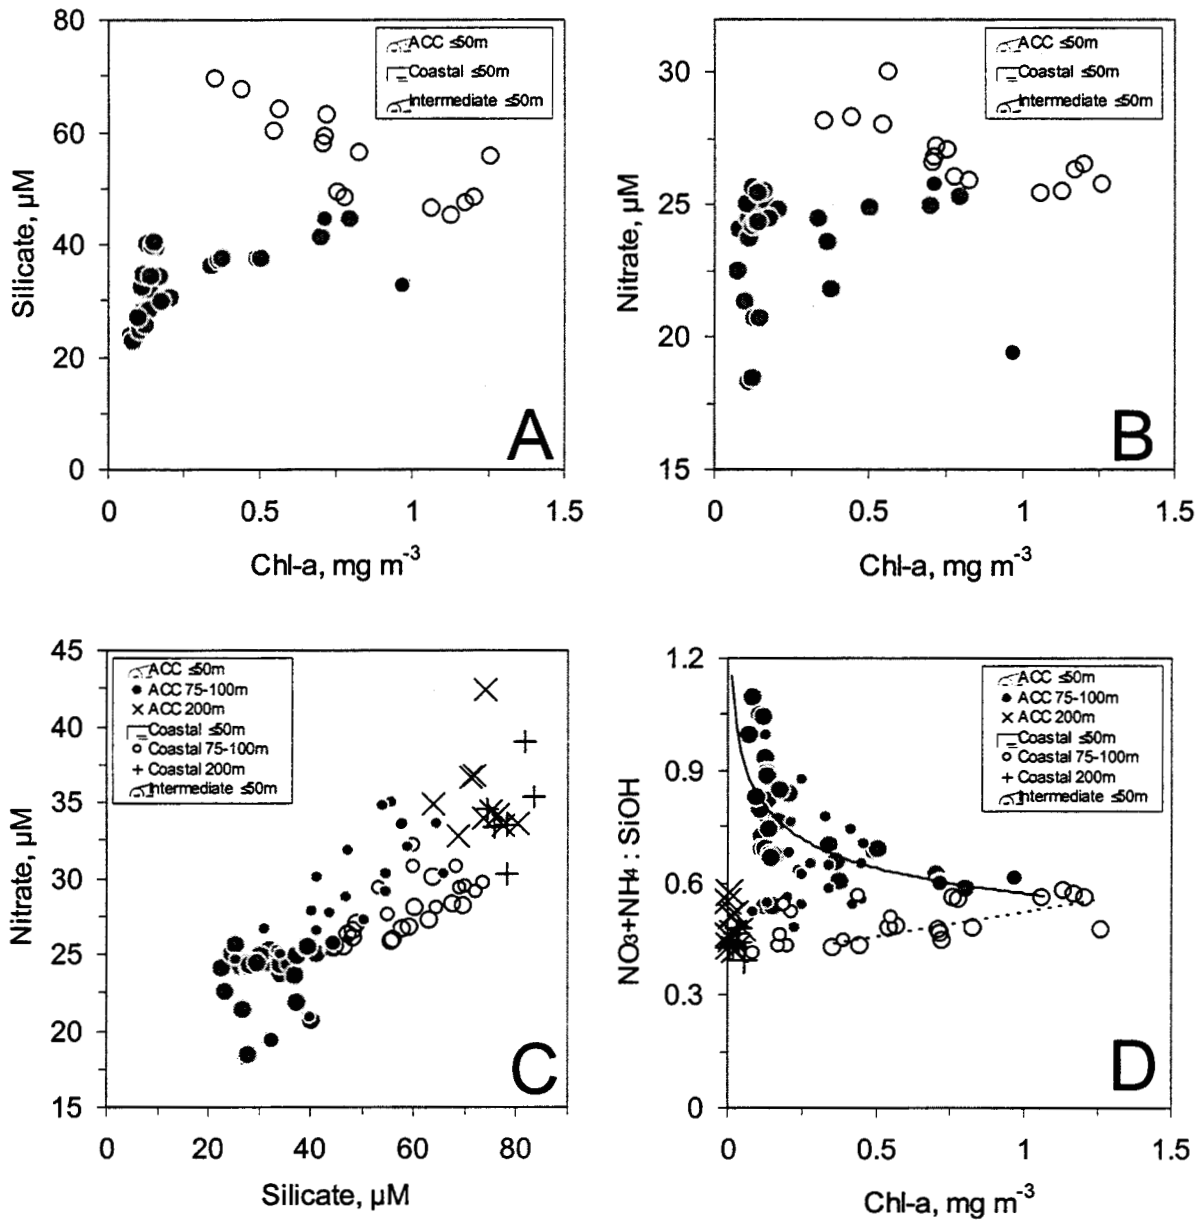 80
60
40
20
0
Silicate, µM
ACC ≤50m
Coastal ≤50m
Intermediate ≤50m
A
0 0.5 1 1.5
Chl-a, mg m-3
30
25
20
15
Nitrate, µM
ACC ≤50m
Coastal ≤50m
Intermediate ≤50m
B
0 0.5 1 1.5
Chl-a, mg m-3
45
40
35
30
25
20
15
Nitrate, µM
ACC ≤50m
ACC 75-100m
ACC 200m
Coastal ≤50m
Coastal 75-100m
Coastal 200m
Intermediate ≤50m
C
0 20 40 60 80
Silicate, µM
1.2
0.9
0.6
0.3
0
NO3+NH4 : SiOH
ACC ≤50m
ACC 75-100m
ACC 200m
Coastal ≤50m
Coastal 75-100m
Coastal 200m
Intermediate ≤50m
D
0 0.5 1 1.5
Chl-a, mg m-3